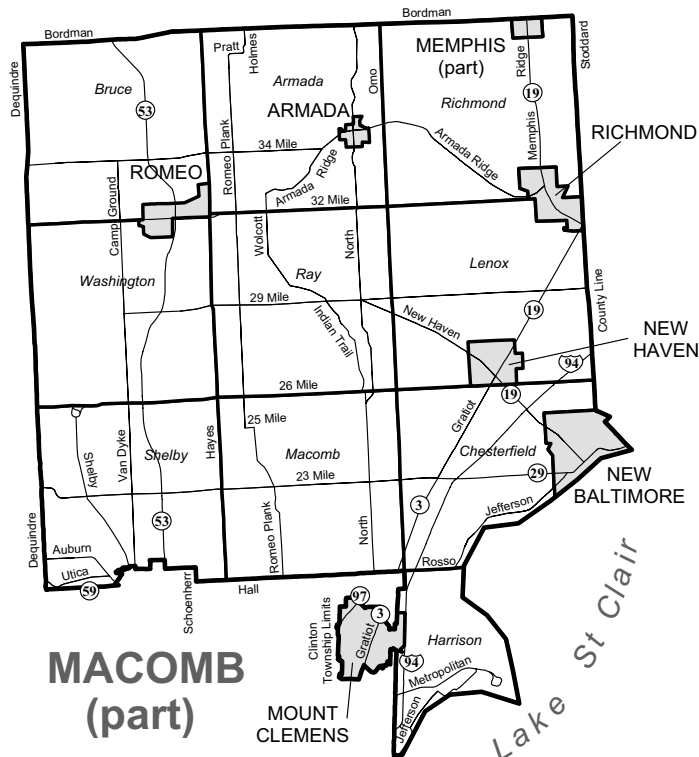 Bordman
Bordman
Dequindre
Bruce
53
Pratt
Holmes
Armada
ARMADA
Omo
MEMPHIS
(part)
Ridge
19
Memphis
Stoddard
Richmond
RICHMOND
34 Mile
Romeo Plank
Armada
Ridge
Armada Ridge
ROMEO
Camp Ground
32 Mile
Wolcott
North
Washington
Ray
Lenox
29 Mile
Indian Trail
New Haven
19
County Line
NEW
HAVEN
94
26 Mile
19
Gratiot
25 Mile
Shelby
Van Dyke
Shelby
Hayes
Macomb
Chesterfield
23 Mile
29
NEW
BALTIMORE
Jefferson
3
53
Romeo Plank
North
Dequindre
Auburn
Utica
59
Schoenherr
Hall
Rosso
Clinton
Township Limits
97
3
Gratiot
Harrison
94
Metropolitan
Jefferson
MACOMB
(part)
MOUNT
CLEMENS
Lake St Clair